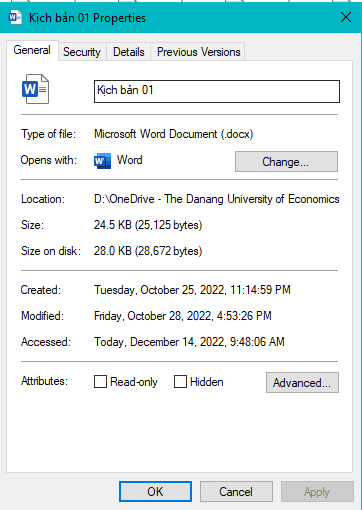 Kịch bản 01 Properties
General Security Details Previous Versions
Kịch bản 01
Type of file: Microsoft Word Document (.docx)
Opens with: Word Change...
Location: D:\OneDrive - The Danang University of Economics
Size: 24.5 KB (25,125 bytes)
Size on disk: 28.0 KB (28,672 bytes)
Created: Tuesday, October 25, 2022, 11:14:59 PM
Modified: Friday, October 28, 2022, 4:53:26 PM
Accessed: Today, December 14, 2022, 9:48:06 AM
Attributes: Read-only Hidden Advanced...
OK Cancel Apply